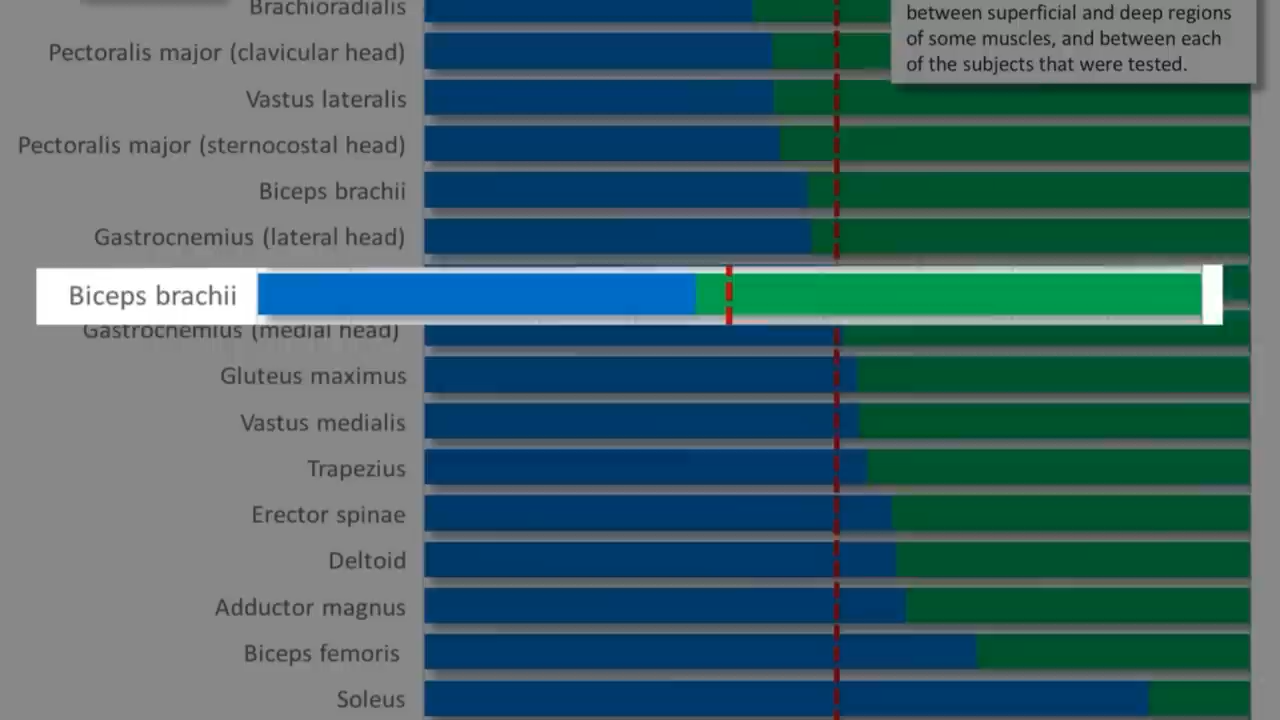 Brachioradialis
between superficial and deep regions
of some muscles, and between each
of the subjects that were tested.
Pectoralis major (clavicular head)
Vastus lateralis
Pectoralis major (sternocostal head)
Biceps brachii
Gastrocnemius (lateral head)
Biceps brachii
Gastrocnemius (medial head)
Gluteus maximus
Vastus medialis
Trapezius
Erector spinae
Deltoid
Adductor magnus
Biceps femoris
Soleus